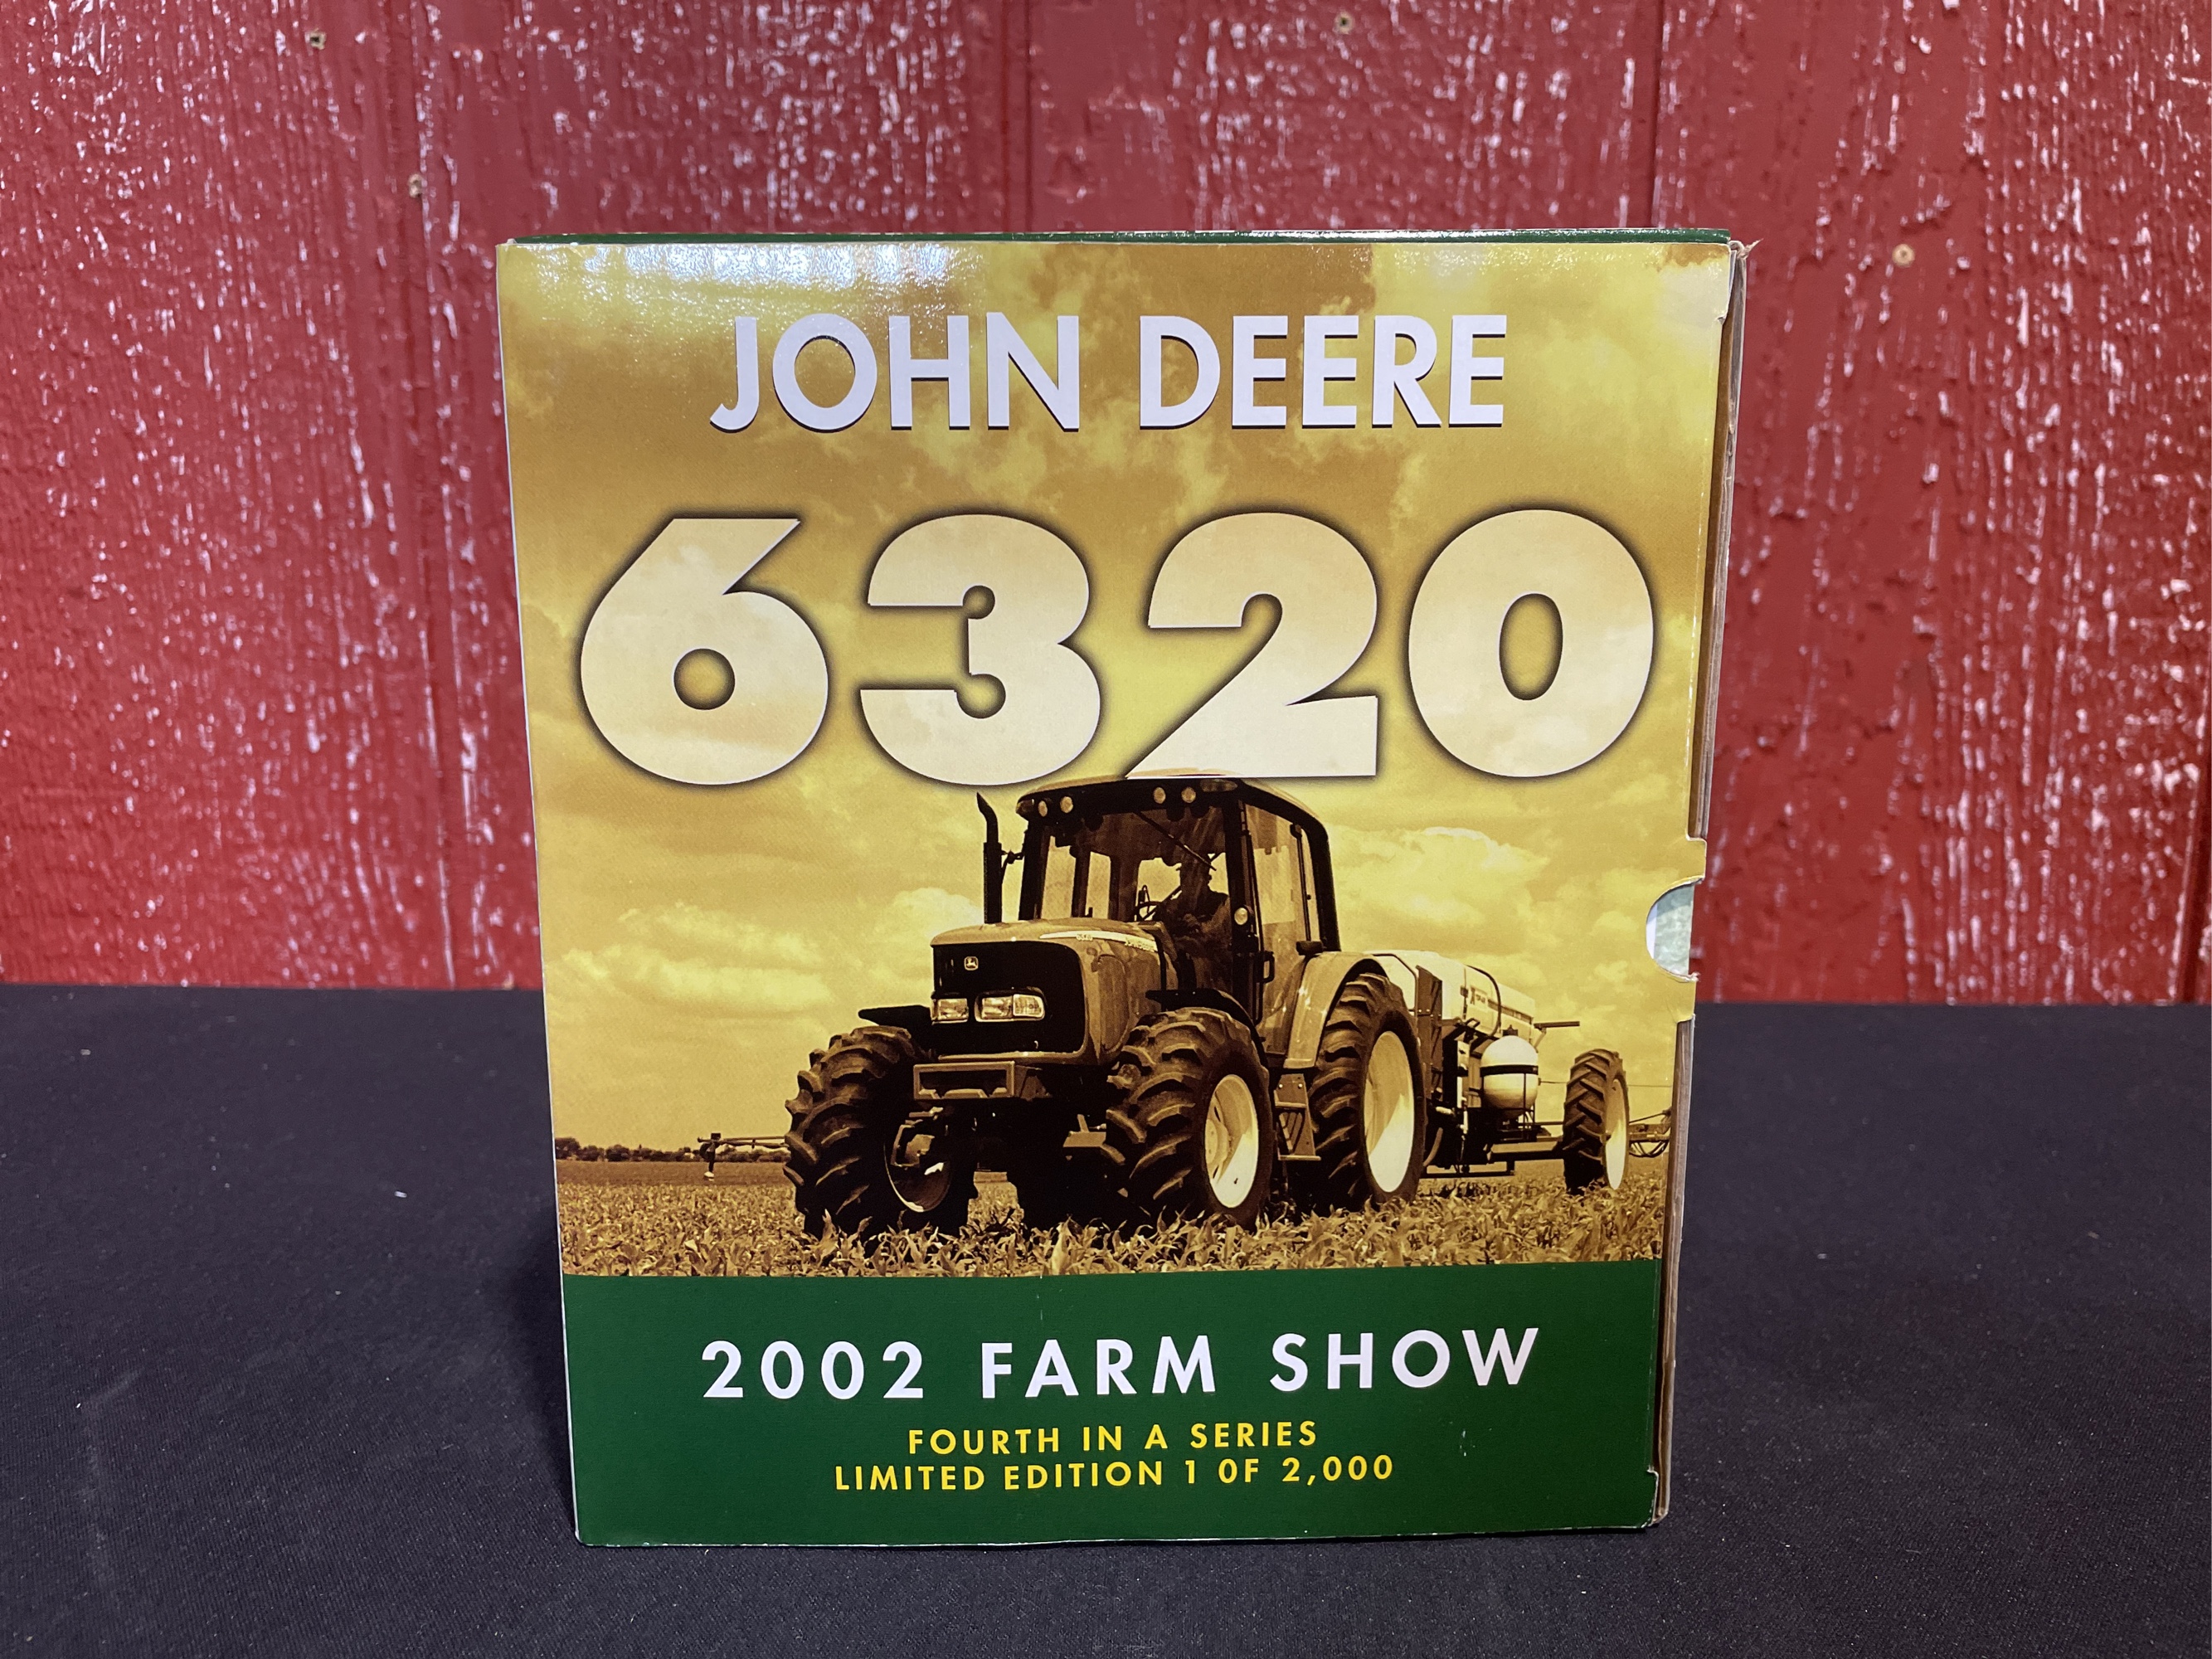 JOHN DEERE
6320
2002 FARM SHOW
FOURTH IN A SERIES
LIMITED EDITION 1 OF 2,000